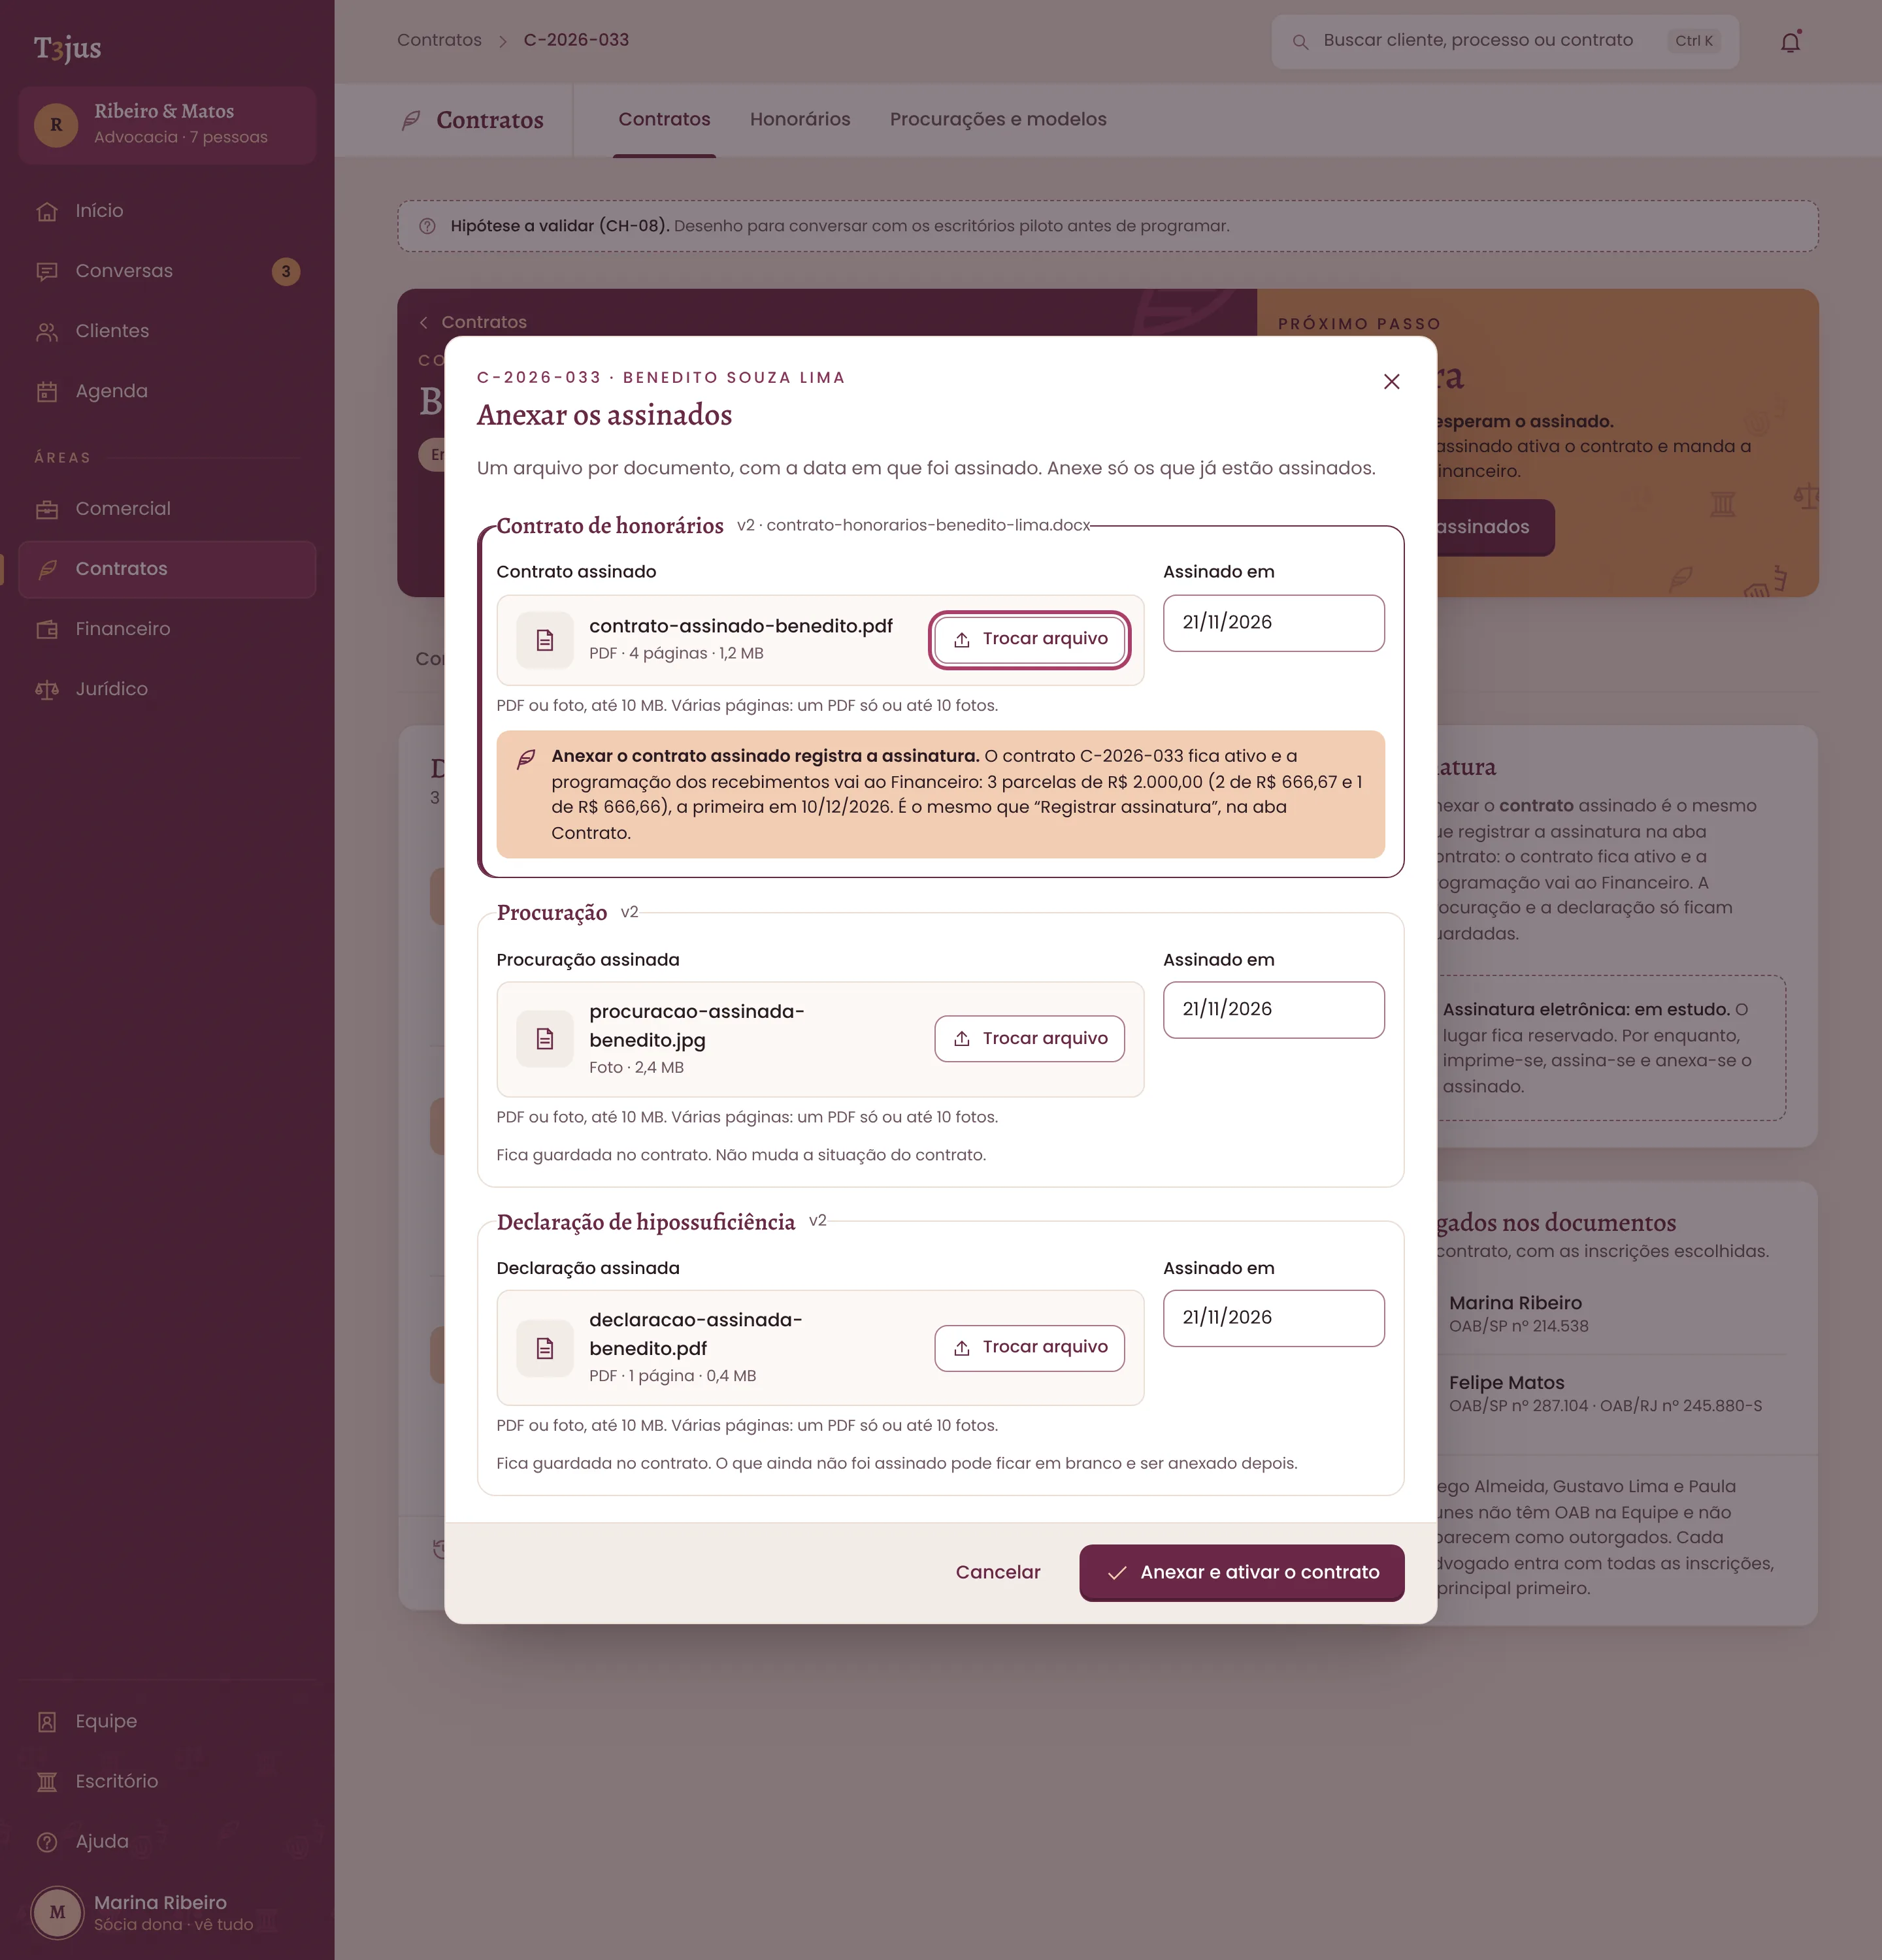 T3jus
R
Ribeiro & Matos
Advocacia · 7 pessoas
Início
Conversas
3
Clientes
Agenda
ÁREAS
Comercial
Contratos
Financeiro
Jurídico
Equipe
Escritório
Ajuda
M
Marina Ribeiro
Sócia dona · vê tudo
Contratos
C-2026-033
Buscar cliente, processo ou contrato
Ctrl K
Contratos
Contratos
Honorários
Procurações e modelos
Hipótese a validar (CH-08). Desenho para conversar com os escritórios piloto antes de programar.
Contratos
PRÓXIMO PASSO
esperam o assinado.
assinado ativa o contrato e manda a
assinados
C-2026-033 · BENEDITO SOUZA LIMA
Anexar os assinados
Um arquivo por documento, com a data em que foi assinado. Anexe só os que já estão assinados.
Contrato de honorários
v2 · contrato-honorarios-benedito-lima.docx
Contrato assinado
Assinado em
contrato-assinado-benedito.pdf
PDF · 4 páginas · 1,2 MB
Trocar arquivo
21/11/2026
PDF ou foto, até 10 MB. Várias páginas: um PDF só ou até 10 fotos.
Anexar o contrato assinado registra a assinatura. O contrato C-2026-033 fica ativo e a
programação dos recebimentos vai ao Financeiro: 3 parcelas de R$ 2.000,00 (2 de R$ 666,67 e 1
de R$ 666,66), a primeira em 10/12/2026. É o mesmo que “Registrar assinatura”, na aba
Contrato.
Procuração
v2
Procuração assinada
Assinado em
procuracao-assinada-
benedito.jpg
Foto · 2,4 MB
Trocar arquivo
21/11/2026
PDF ou foto, até 10 MB. Várias páginas: um PDF só ou até 10 fotos.
Fica guardada no contrato. Não muda a situação do contrato.
Declaração de hipossuficiência
v2
Declaração assinada
Assinado em
declaracao-assinada-
benedito.pdf
PDF · 1 página · 0,4 MB
Trocar arquivo
21/11/2026
PDF ou foto, até 10 MB. Várias páginas: um PDF só ou até 10 fotos.
Fica guardada no contrato. O que ainda não foi assinado pode ficar em branco e ser anexado depois.
Cancelar
Anexar e ativar o contrato
o contrato assinado é o mesmo
registrar a assinatura na aba
o contrato fica ativo e a
vai ao Financeiro. A
e a declaração só ficam
Assinatura eletrônica: em estudo. O
lugar fica reservado. Por enquanto,
imprime-se, assina-se e anexa-se o
assinado.
nos documentos
contrato, com as inscrições escolhidas.
Marina Ribeiro
OAB/SP nº 214.538
Felipe Matos
OAB/SP nº 287.104 · OAB/RJ nº 245.880-S
Almeida, Gustavo Lima e Paula
não têm OAB na Equipe e não
como outorgados. Cada
entra com todas as inscrições,
principal primeiro.